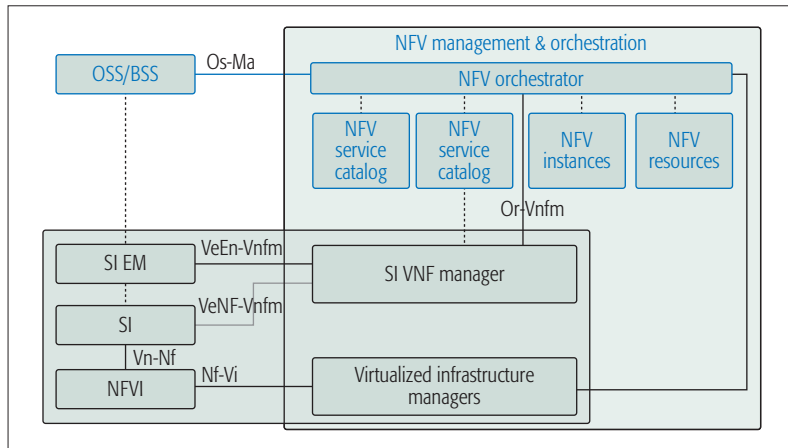 NFV management & orchestration
OSS/BSS
Os-Ma
NFV orchestrator
NFV
service
catalog
NFV
service
catalog
NFV
instances
NFV
resources
Or-Vnfm
SI EM
VeEn-Vnfm
SI VNF manager
VeNF-Vnfm
SI
Vn-Nf
NFVI
Nf-Vi
Virtualized infrastructure
managers